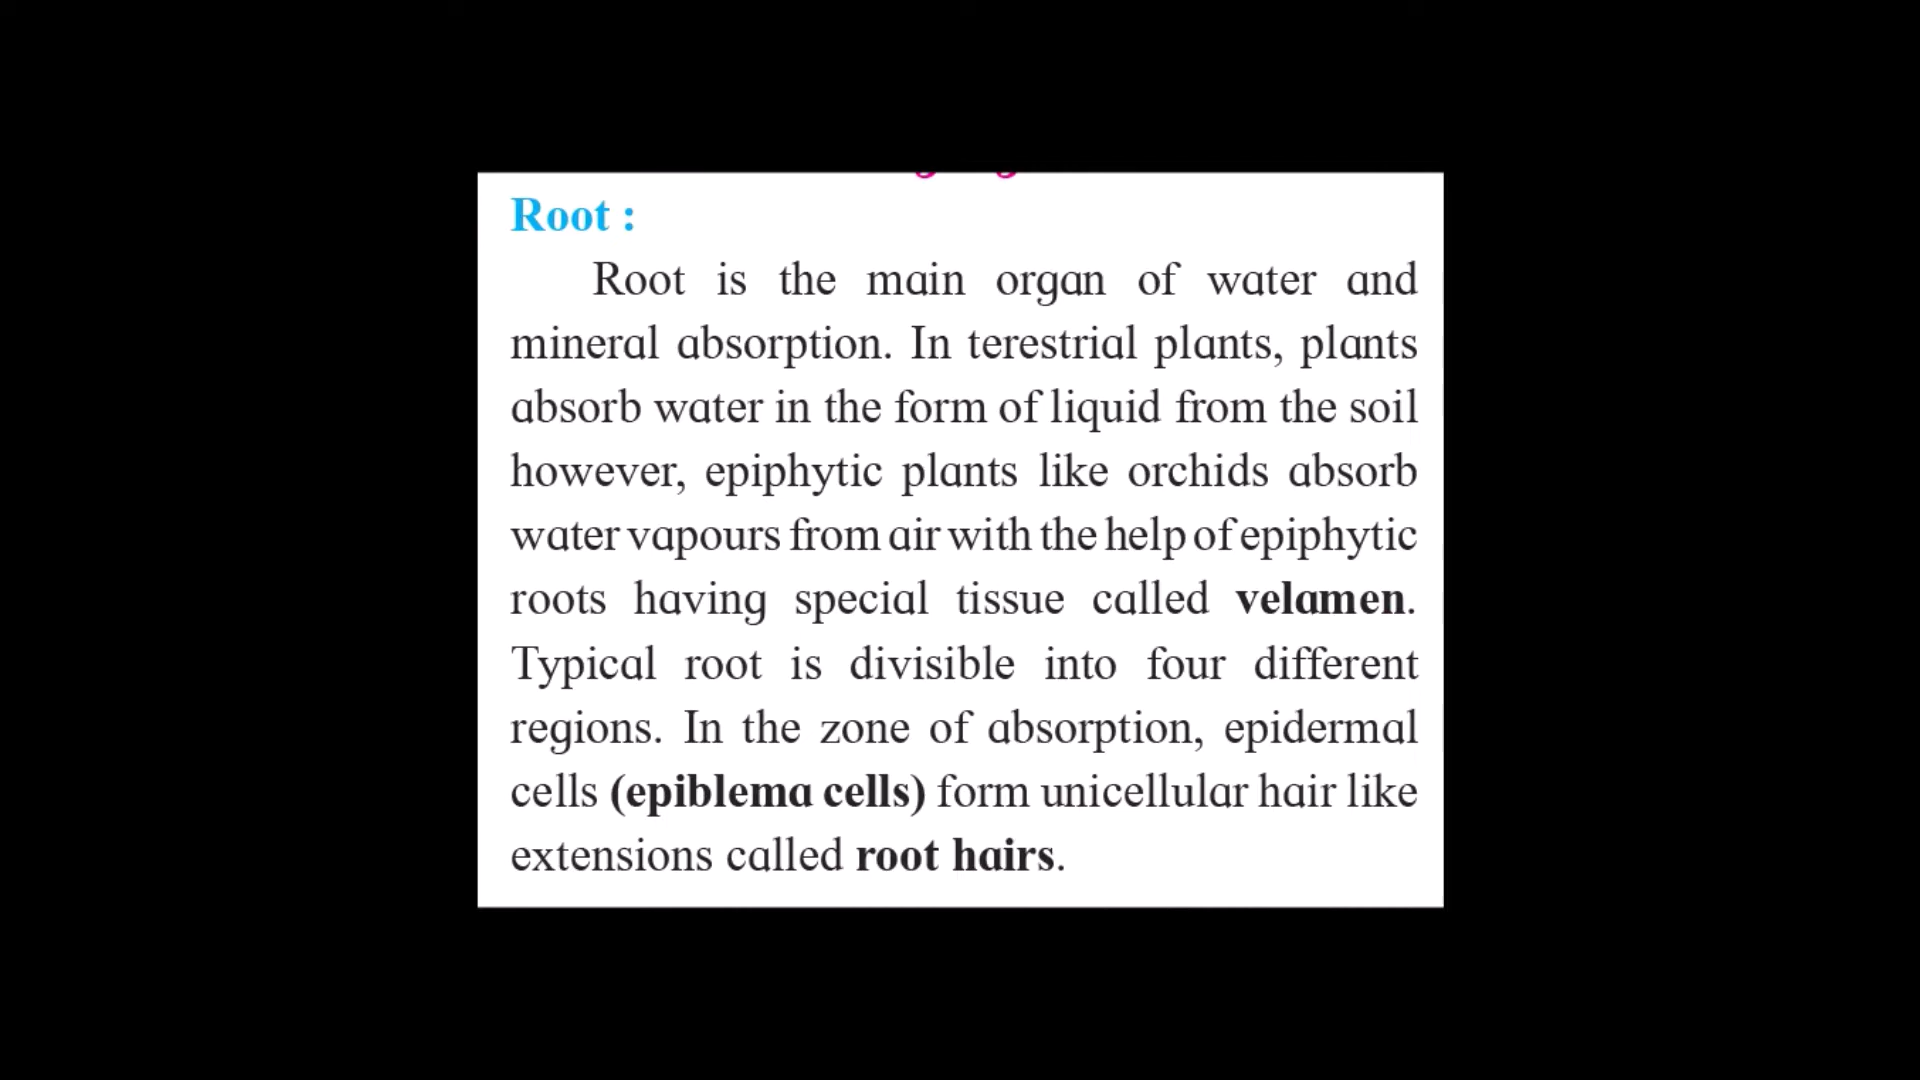 Root :
Root is the main organ of water and
mineral absorption. In terestrial plants, plants
absorb water in the form of liquid from the soil
however, epiphytic plants like orchids absorb
water vapours from air with the help of epiphytic
roots having special tissue called velamen.
Typical root is divisible into four different
regions. In the zone of absorption, epidermal
cells (epiblema cells) form unicellular hair like
extensions called root hairs.